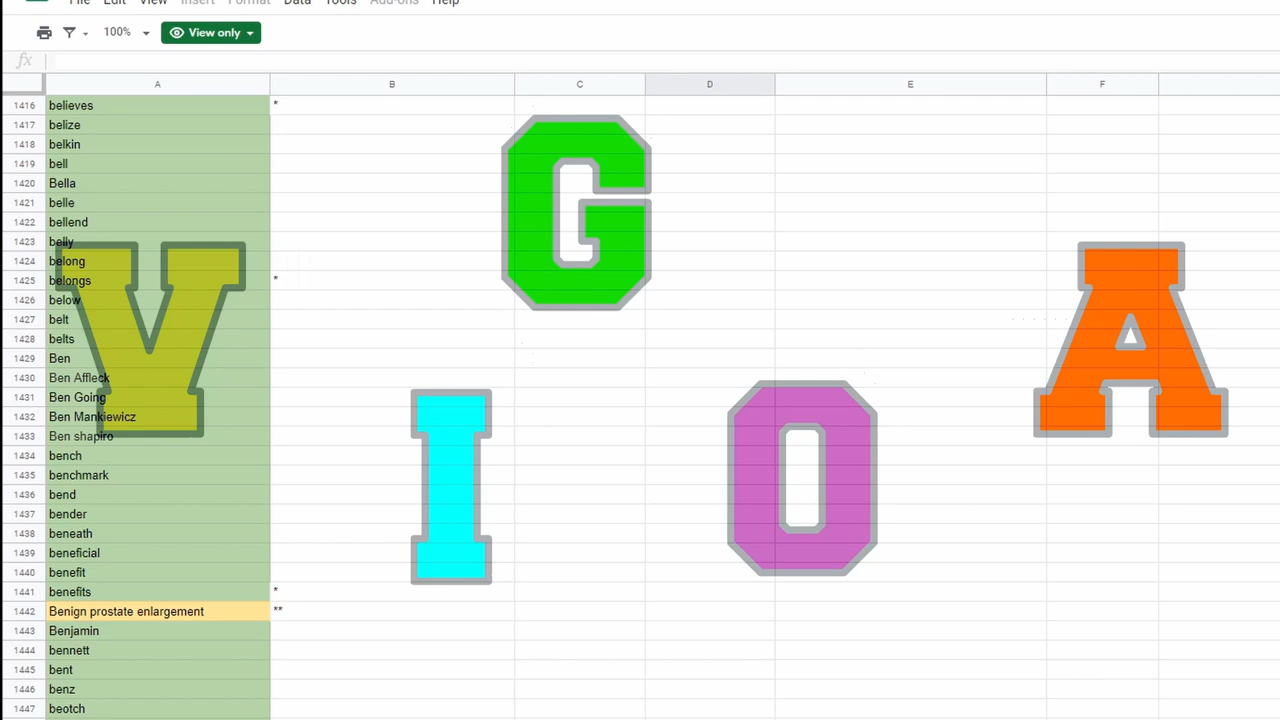 File Edit View Insert Format Data Tools Add-ons Help
100% View only
fx
A B C D E F
1416 believes *
1417 belize
1418 belkin
1419 bell
1420 Bella
1421 belle
1422 bellend
1423 belly
1424 belong
1425 belongs *
1426 below
1427 belt
1428 belts
1429 Ben
1430 Ben Affleck
1431 Ben Going
1432 Ben Mankiewicz
1433 Ben shapiro
1434 bench
1435 benchmark
1436 bend
1437 bender
1438 beneath
1439 beneficial
1440 benefit
1441 benefits *
1442 Benign prostate enlargement **
1443 Benjamin
1444 bennett
1445 bent
1446 benz
1447 beotch
V
G
I
O
A